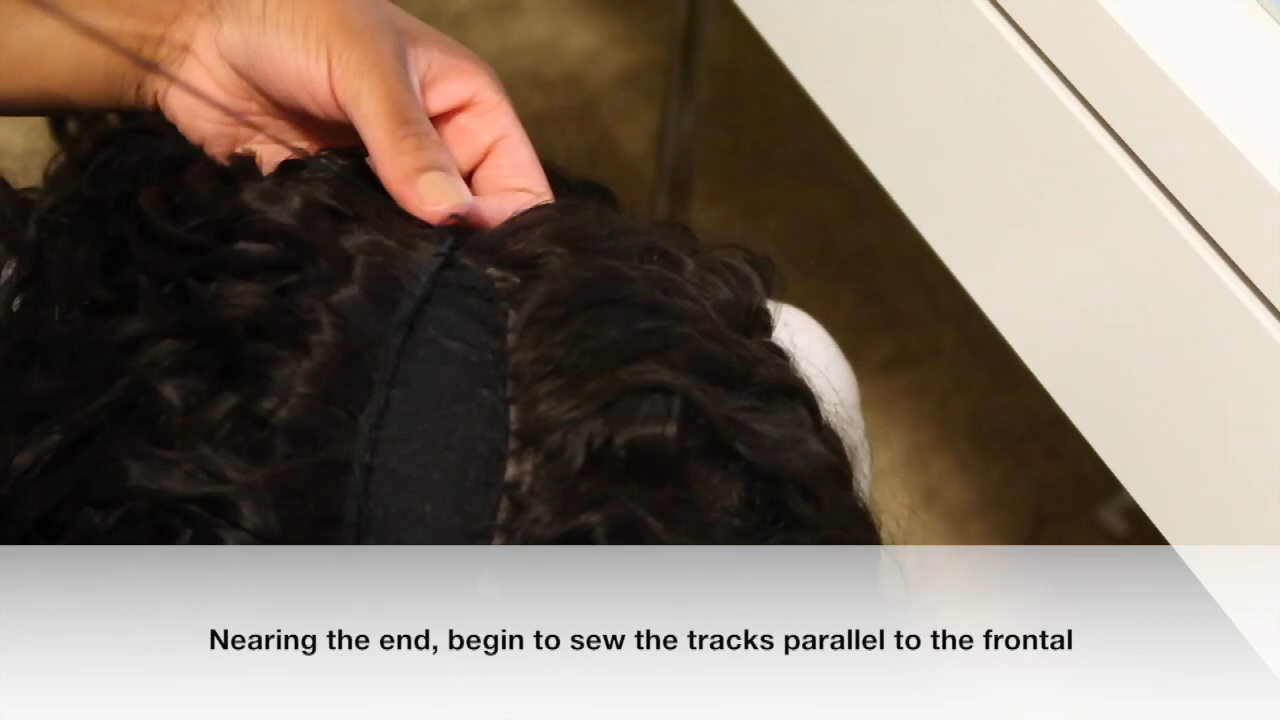 Nearing the end, begin to sew the tracks parallel to the frontal